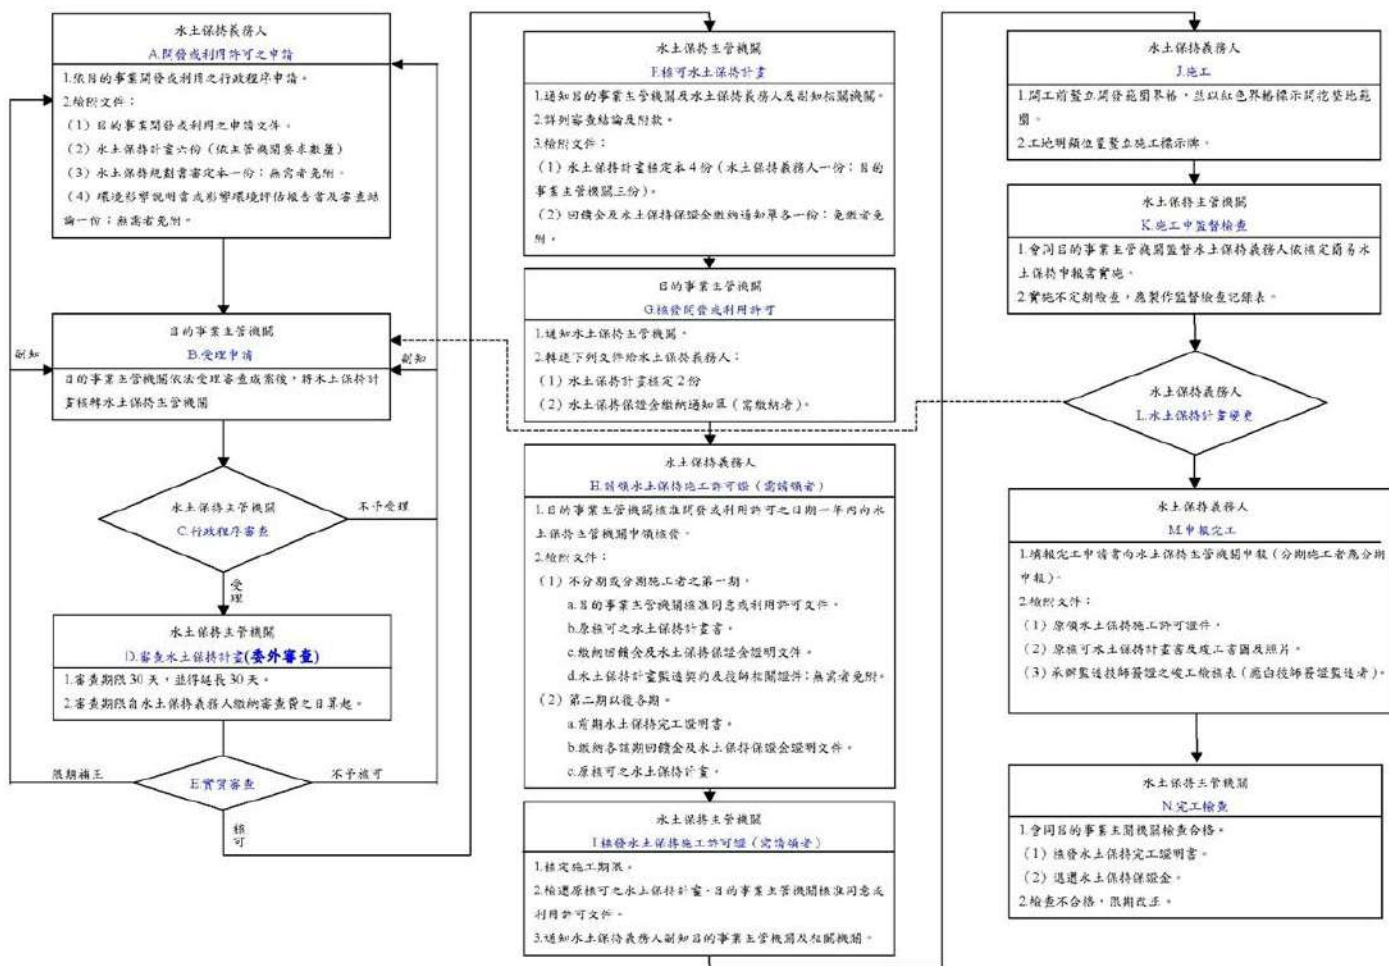 水土保持義務人
A.開發或利用許可之申請
1.依目的事業開發或利用之行政程序申請。
2.檢附文件：
（1）目的事業開發或利用之申請文件。
（2）水土保持計畫六份（依主管機關要求數量）
（3）水土保持規劃書審定本一份；無需者免附。
（4）環境影響說明書或影響環境評估報告書及審查結
論一份；無需者免附。
目的事業主管機關
B.受理申請
目的事業主管機關依法受理審查成案後，將水土保持計
畫核轉水土保持主管機關
副知
副知
水土保持主管機關
C.行政程序審查
不予受理
受
理
水土保持主管機關
D.審查水土保持計畫(委外審查)
1.審查期限30天，並得延長30天。
2.審查期限自水土保持義務人繳納審查費之日算起。
限期補正
E.實質審查
不予核可
核
可
水土保持主管機關
F.核可水土保持計畫
1.通知目的事業主管機關及水土保持義務人及副知相關機關。
2.詳列審查結論及附款。
3.檢附文件：
（1）水土保持計畫核定本4份（水土保持義務人一份；目的
事業主管機關三份）。
（2）回饋金及水土保持保證金繳納通知單各一份；免繳者免
附。
目的事業主管機關
G.核發開發或利用許可
1.通知水土保持主管機關。
2.轉送下列文件給水土保持義務人：
（1）水土保持計畫核定2份
（2）水土保持保證金繳納通知單（需繳納者）。
水土保持義務人
H.請領水土保持施工許可證（需請領者）
1.目的事業主管機關核准開發或利用許可之日期一年內向水
土保持主管機關申領核發。
2.檢附文件：
（1）不分期或分期施工者之第一期，
a.目的事業主管機關核准同意或利用許可文件。
b.原核可之水土保持計畫書。
c.繳納回饋金及水土保持保證金證明文件。
d.水土保持計畫監造契約及技師相關證件；無需者免附。
（2）第二期以後各期。
a.前期水土保持完工證明書。
b.繳納各該期回饋金及水土保持保證金證明文件。
c.原核可之水土保持計畫。
水土保持主管機關
I.核發水土保持施工許可證（需請領者）
1.核定施工期限。
2.檢還原核可之水土保持計畫、目的事業主管機關核准同意或
利用許可文件。
3.通知水土保持義務人副知目的事業主管機關及相關機關。
水土保持義務人
J.施工
1.開工前豎立開發範圍界樁，並以紅色界樁標示開挖整地範
圍。
2.工地明顯位置豎立施工標示牌。
水土保持主管機關
K.施工中監督檢查
1.會同目的事業主管機關監督水土保持義務人依核定簡易水
土保持申報書實施。
2.實施不定期檢查，應製作監督檢查記錄表。
水土保持義務人
L.水土保持計畫變更
水土保持義務人
M.申報完工
1.填報完工申請書向水土保持主管機關申報（分期施工者應分期
申報）。
2.檢附文件：
（1）原領水土保持施工許可證件，
（2）原核可水土保持計畫書及竣工書圖及照片。
（3）承辦監造技師簽證之竣工檢核表（應由技師簽證監造者）。
水土保持主管機關
N.完工檢查
1.會同目的事業主關機關檢查合格。
（1）核發水土保持完工證明書。
（2）退還水土保持保證金。
2.檢查不合格，限期改正。